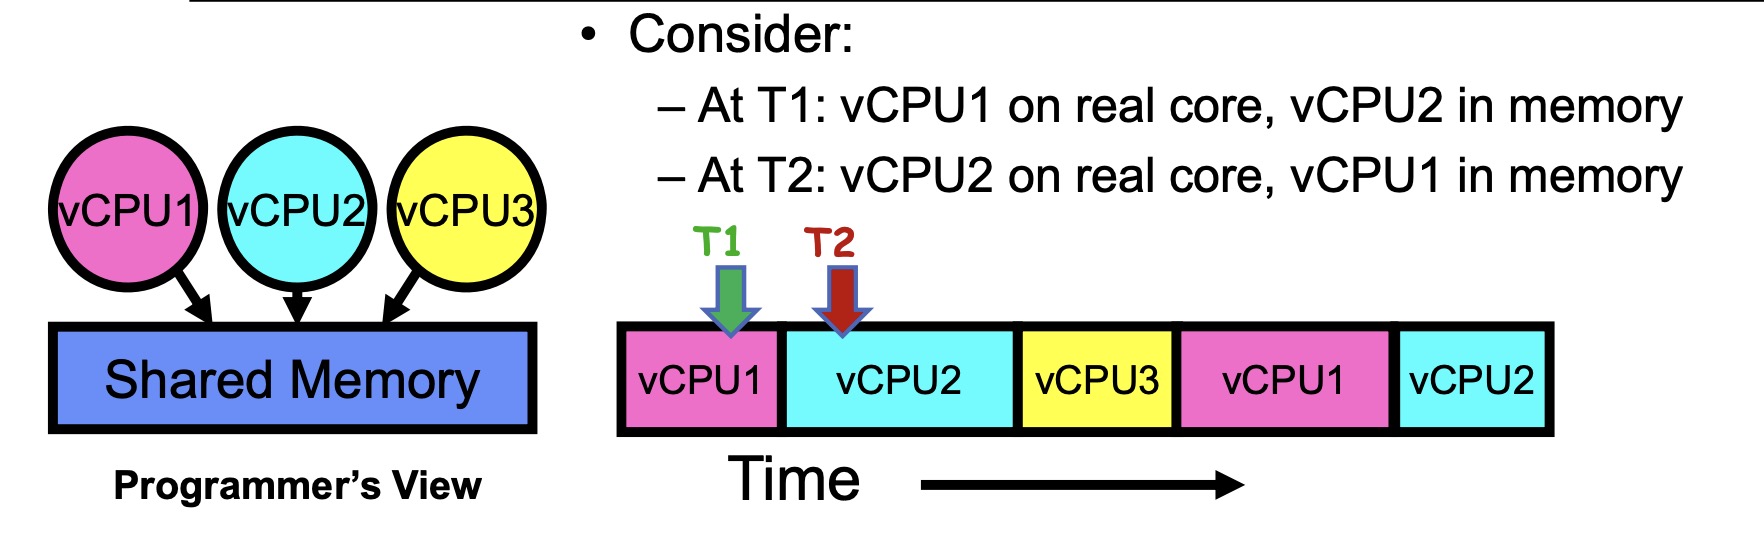 • Consider:
– At T1: vCPU1 on real core, vCPU2 in memory
– At T2: vCPU2 on real core, vCPU1 in memory
vCPU1 vCPU2 vCPU3
Shared Memory
Programmer's View
T1 T2
vCPU1 vCPU2 vCPU3 vCPU1 vCPU2
Time